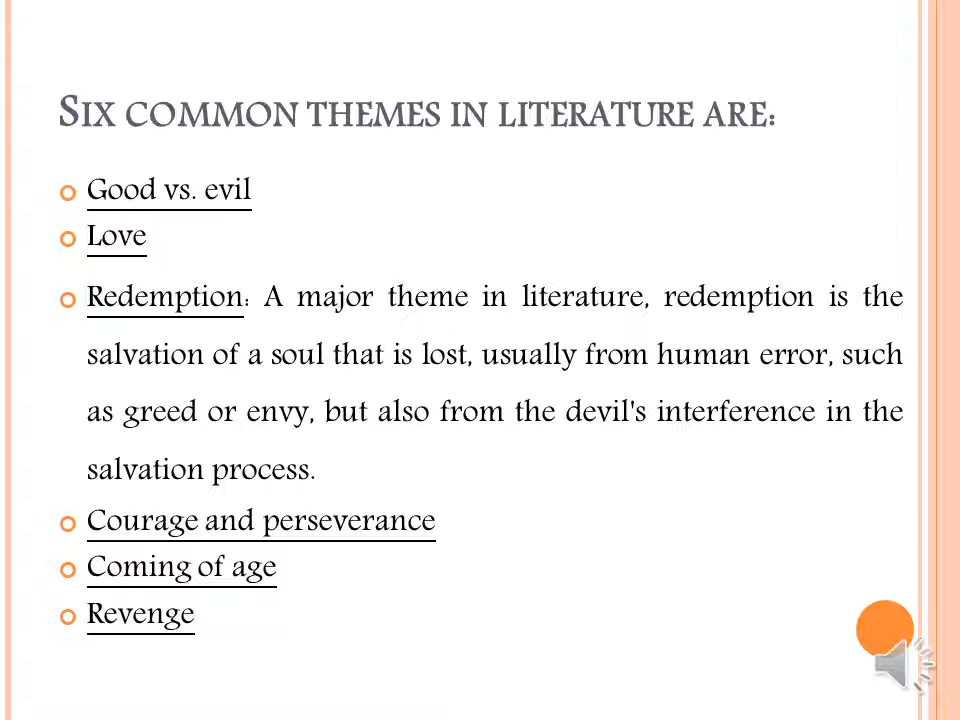 SIX COMMON THEMES IN LITERATURE ARE:
Good vs. evil
Love
Redemption: A major theme in literature, redemption is the
salvation of a soul that is lost, usually from human error, such
as greed or envy, but also from the devil's interference in the
salvation process.
Courage and perseverance
Coming of age
Revenge